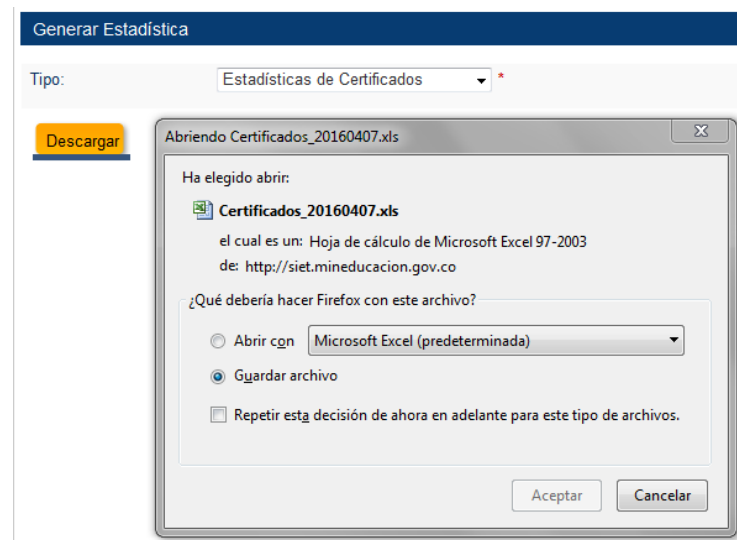 Generar Estadística
Tipo: Estadísticas de Certificados *
Descargar
Abriendo Certificados_20160407.xls
Ha elegido abrir:
Certificados_20160407.xls
el cual es un: Hoja de cálculo de Microsoft Excel 97-2003
de: http://siet.mineducacion.gov.co
¿Qué debería hacer Firefox con este archivo?
Abrir con Microsoft Excel (predeterminada)
Guardar archivo
Repetir esta decisión de ahora en adelante para este tipo de archivos.
Aceptar Cancelar